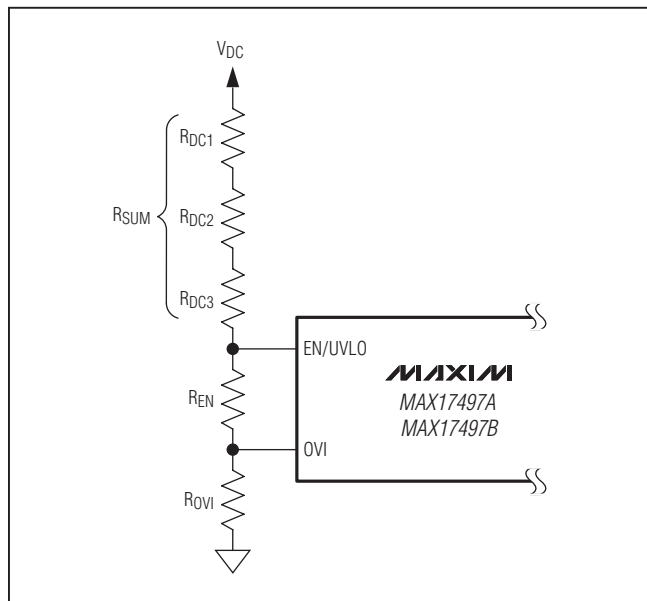 VDC
RDC1
RDC2
RSUM
RDC3
EN/UVLO
MAXIM
REN
MAX17497A
MAX17497B
OVI
ROVI